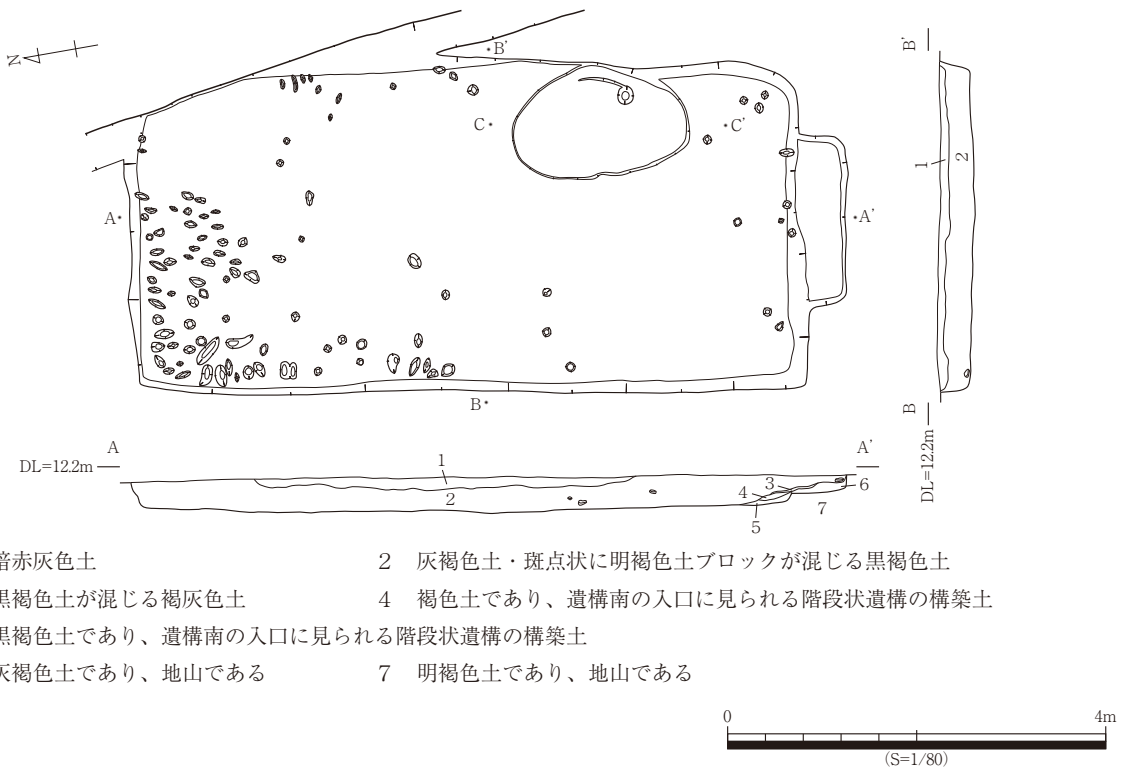 N
B'
C
C'
A
A'
B
B'
1
2
B
DL=12.2m
A
A'
DL=12.2m
1
2
3
4
5
6
7
暗赤灰色土 2 灰褐色土・斑点状に明褐色土ブロックが混じる黒褐色土
黒褐色土が混じる褐灰色土 4 褐色土であり、遺構南の入口に見られる階段状遺構の構築土
黒褐色土であり、遺構南の入口に見られる階段状遺構の構築土
灰褐色土であり、地山である 7 明褐色土であり、地山である
0 4m
(S=1/80)